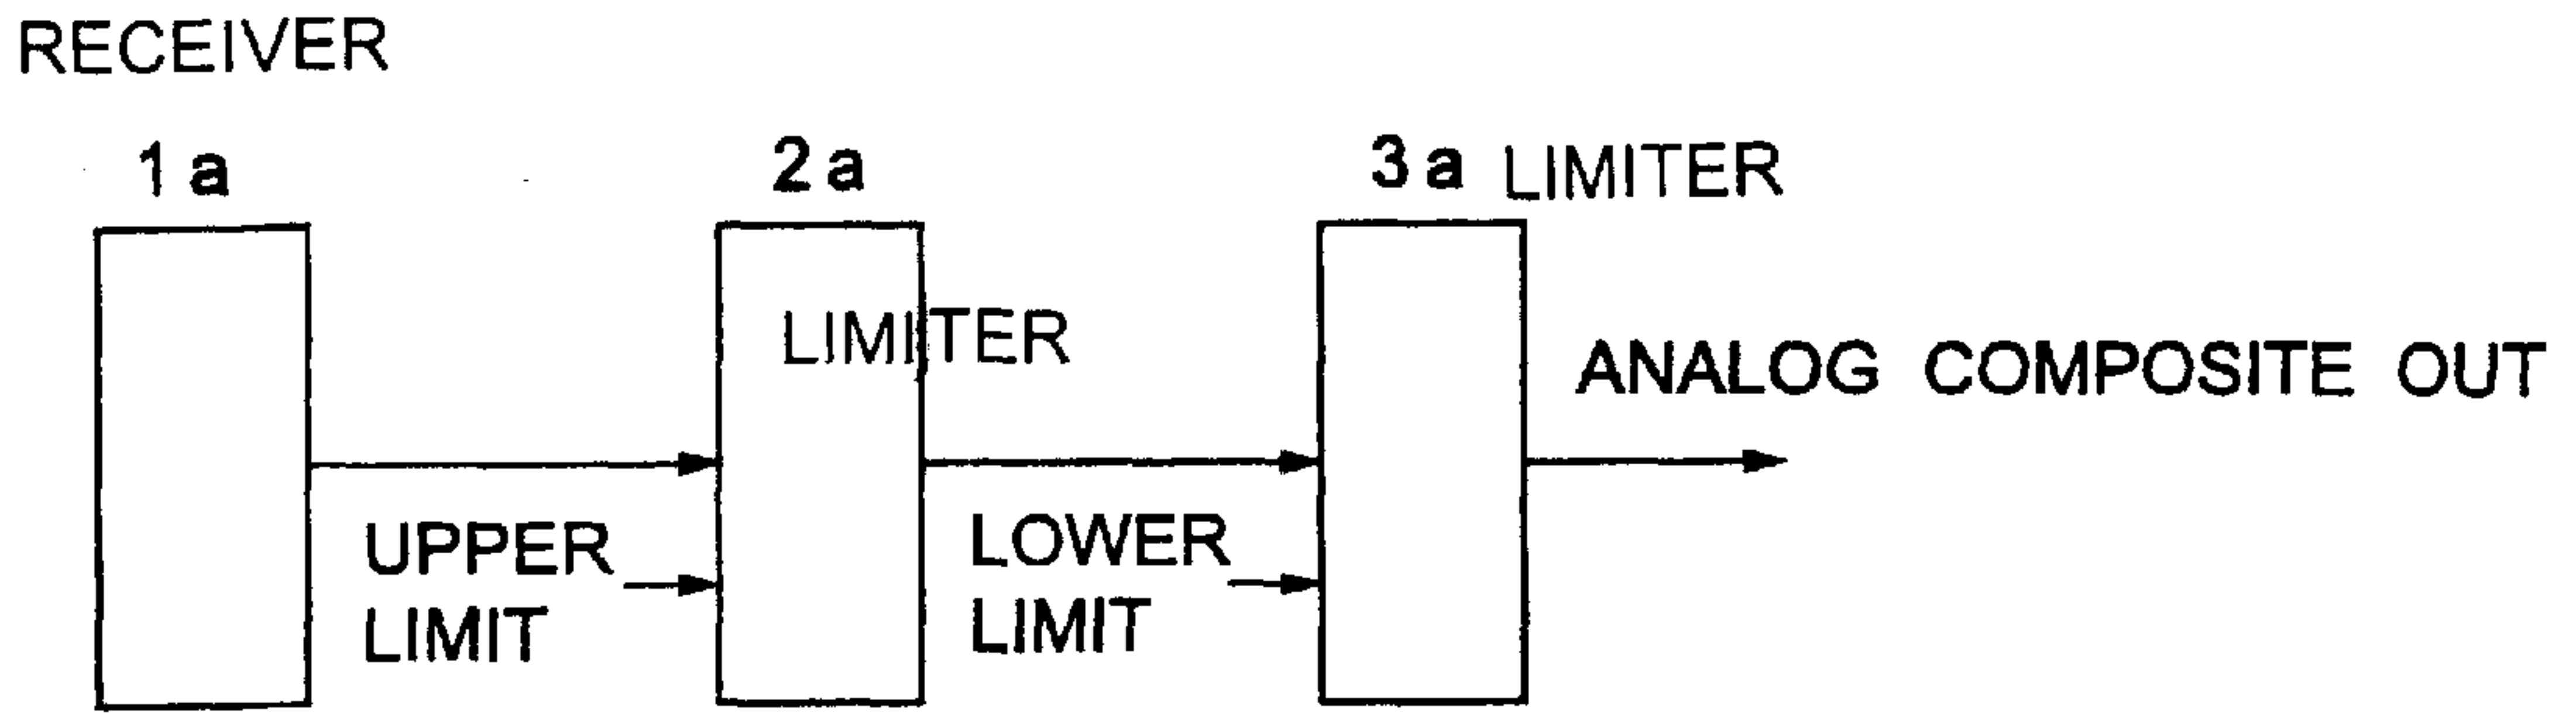 RECEIVER
1a
2a
3a LIMITER
LIMITER
ANALOG COMPOSITE OUT
UPPER
LIMIT
LOWER
LIMIT